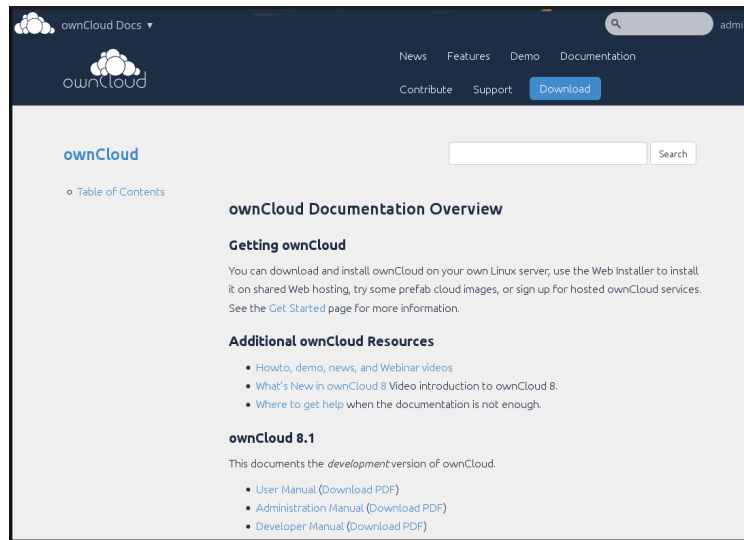 ownCloud Docs ▼
admi
ownCloud
News Features Demo Documentation
Contribute Support Download
ownCloud
Search
Table of Contents
ownCloud Documentation Overview
Getting ownCloud
You can download and install ownCloud on your own Linux server, use the Web Installer to install
it on shared Web hosting, try some prefab cloud images, or sign up for hosted ownCloud services.
See the Get Started page for more information.
Additional ownCloud Resources
• Howto, demo, news, and Webinar videos
• What's New in ownCloud 8 Video introduction to ownCloud 8.
• Where to get help when the documentation is not enough.
ownCloud 8.1
This documents the development version of ownCloud.
• User Manual (Download PDF)
• Administration Manual (Download PDF)
• Developer Manual (Download PDF)